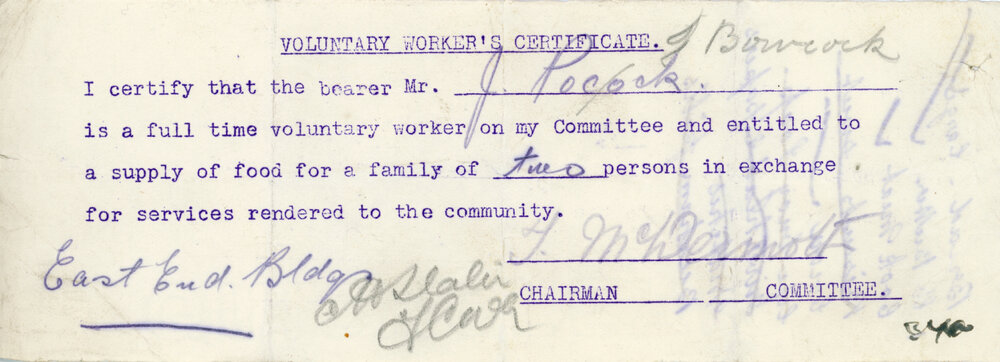 VOLUNTARY WORKER'S CERTIFICATE. J Bowcock
I certify that the bearer Mr. J. Pocock.
is a full time voluntary worker on my Committee and entitled to
a supply of food for a family of two persons in exchange
for services rendered to the community.
F. McDermott
East End. Bldg
CHAIRMAN COMMITTEE.